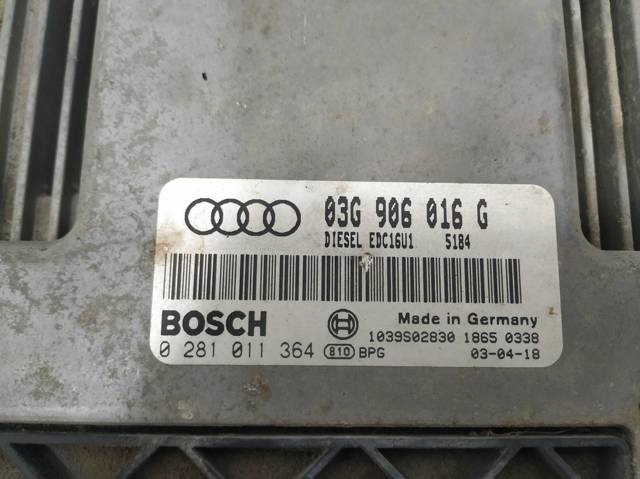 03G 906 016 G
DIESEL EDC16U1 5184
BOSCH
Made in Germany
1039S02830 1865 0338
0 281 011 364 810 BPG 03-04-18